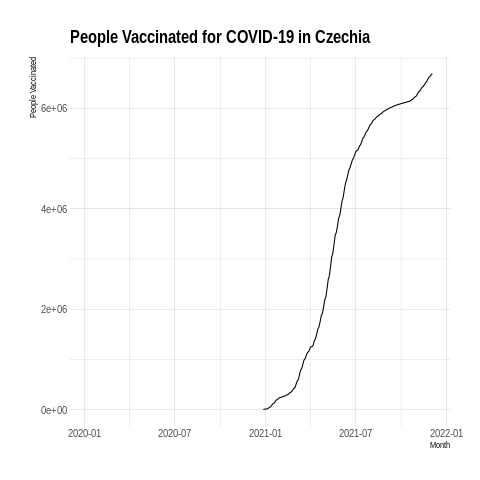 People Vaccinated for COVID-19 in Czechia
People Vaccinated
6e+06
4e+06
2e+06
0e+00
2020-01 2020-07 2021-01 2021-07 2022-01
Month